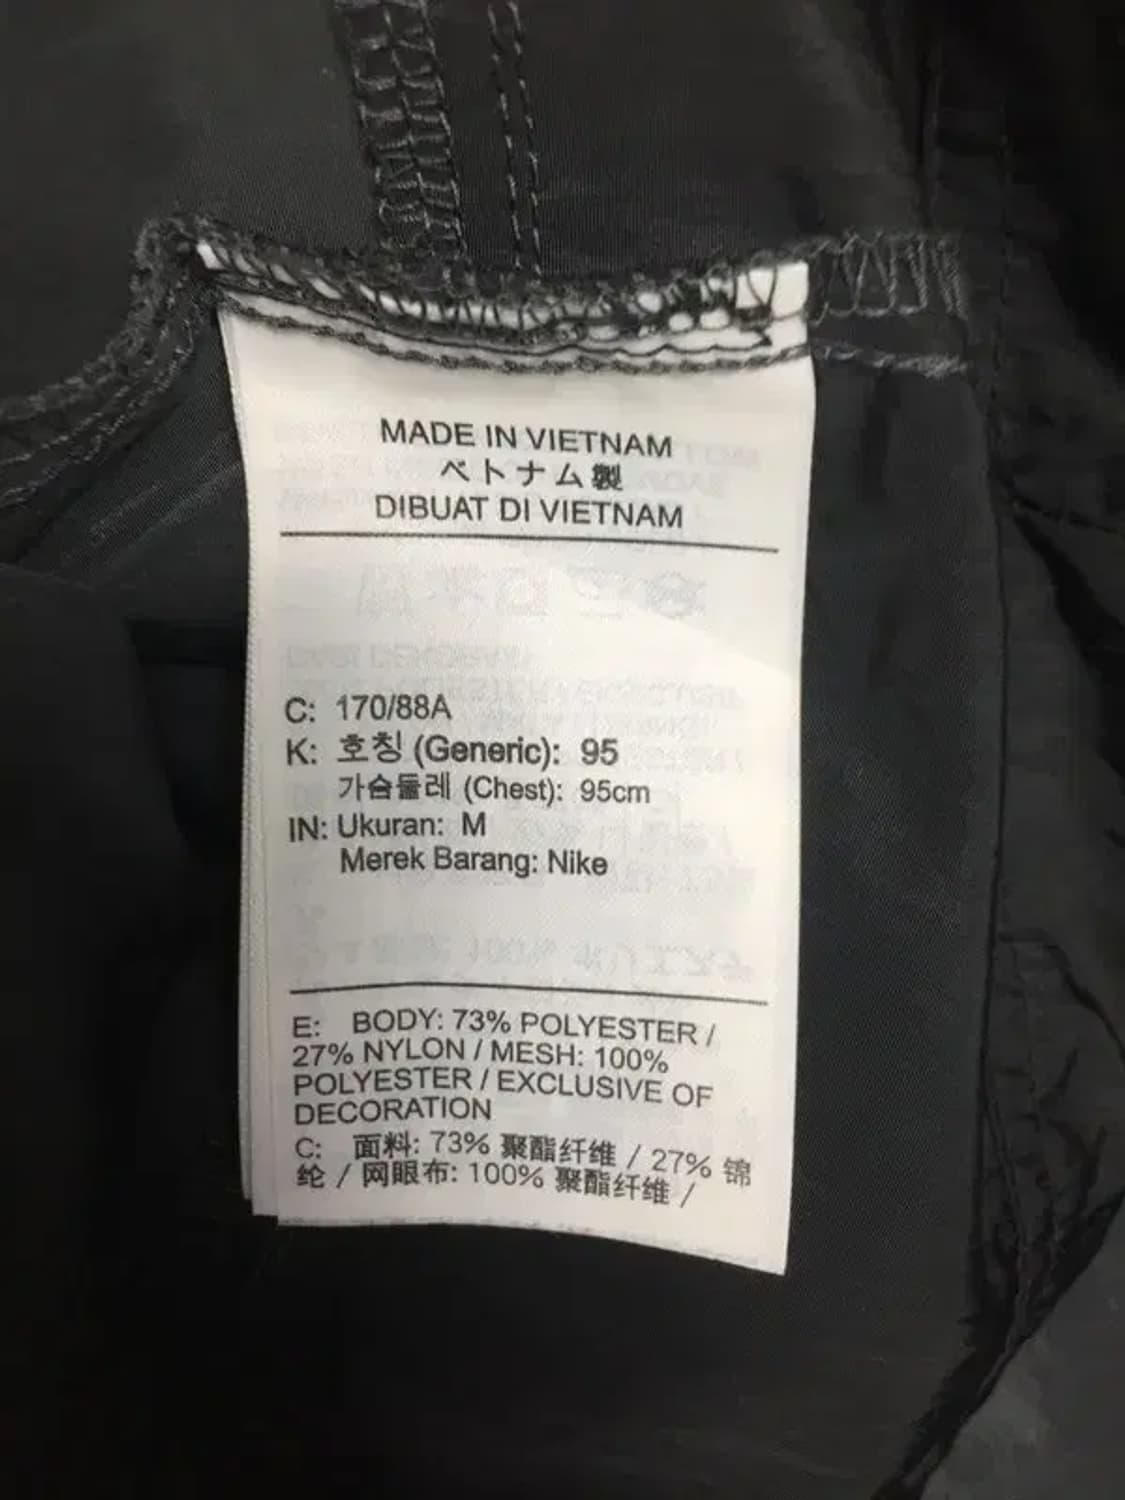 MADE IN VIETNAM
ベトナム製
DIBUAT DI VIETNAM
C: 170/88A
K: 호칭 (Generic): 95
가슴둘레 (Chest): 95cm
IN: Ukuran: M
Merek Barang: Nike
E: BODY: 73% POLYESTER /
27% NYLON / MESH: 100%
POLYESTER / EXCLUSIVE OF
DECORATION
C: 面料: 73% 聚酯纤维 / 27% 锦
纶 / 网眼布: 100% 聚酯纤维 /